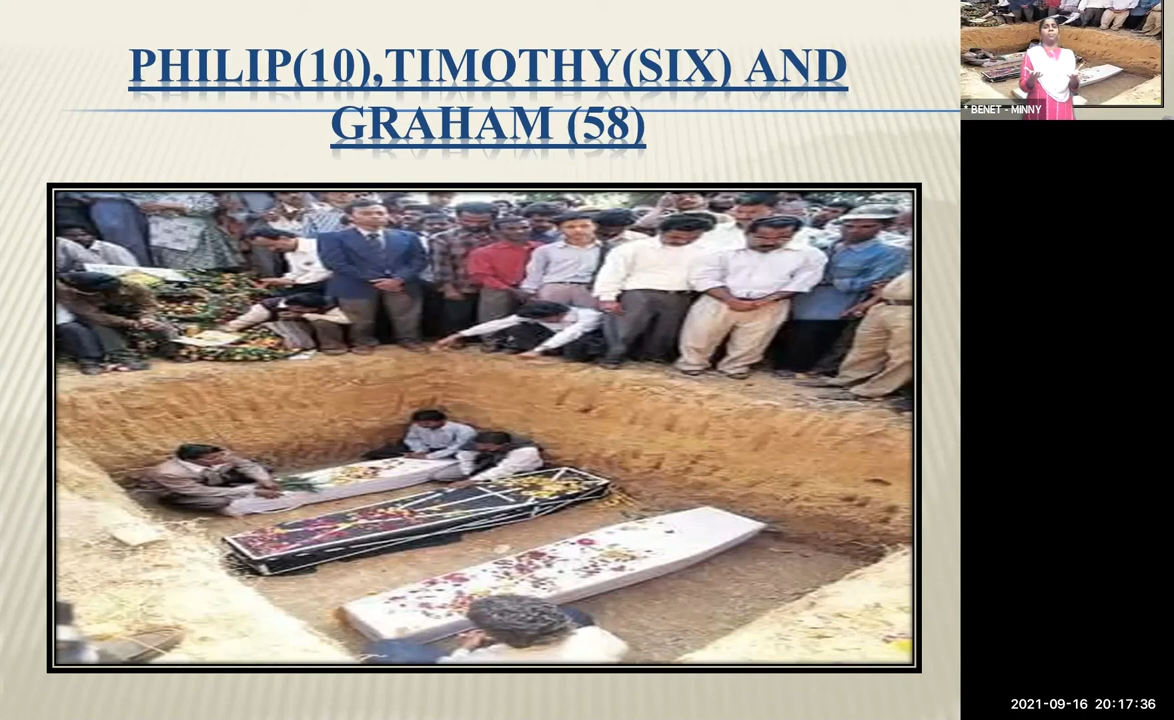 PHILIP(10),TIMOTHY(SIX) AND
GRAHAM (58)
* BENET - MINNY
2021-09-16 20:17:36